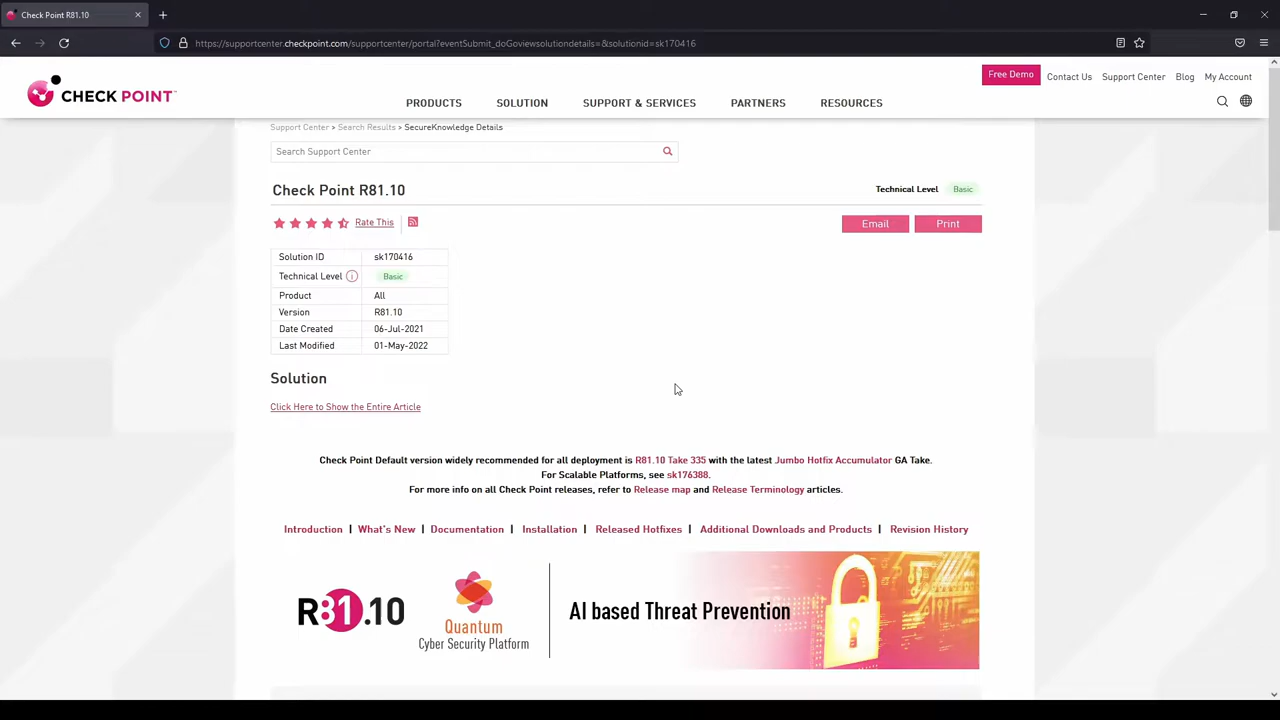 Check Point R81.10
https://supportcenter.checkpoint.com/supportcenter/portal?eventSubmit_doGoviewsolutiondetails=&solutionid=sk170416
Free Demo Contact Us Support Center Blog My Account
CHECK POINT™
PRODUCTS SOLUTION SUPPORT & SERVICES PARTNERS RESOURCES
Support Center > Search Results > SecureKnowledge Details
Search Support Center
Check Point R81.10 Technical Level Basic
Rate This Email Print
Solution ID sk170416
Technical Level i Basic
Product All
Version R81.10
Date Created 06-Jul-2021
Last Modified 01-May-2022
Solution
Click Here to Show the Entire Article
Check Point Default version widely recommended for all deployment is R81.10 Take 335 with the latest Jumbo Hotfix Accumulator GA Take.
For Scalable Platforms, see sk176388.
For more info on all Check Point releases, refer to Release map and Release Terminology articles.
Introduction | What's New | Documentation | Installation | Released Hotfixes | Additional Downloads and Products | Revision History
R81.10
Quantum
Cyber Security Platform
AI based Threat Prevention